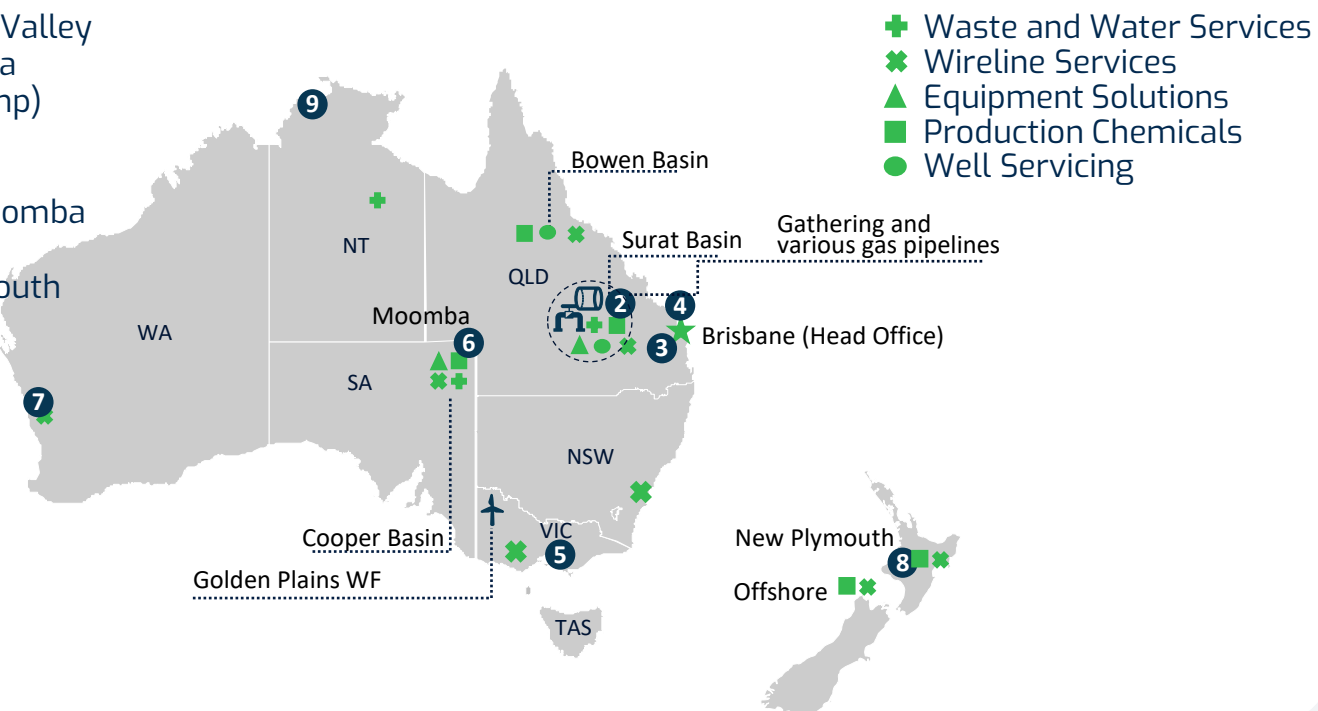 Valley
a
np)
omba
outh
Waste and Water Services
Wireline Services
Equipment Solutions
Production Chemicals
Well Servicing
9
Bowen Basin
NT
Surat Basin
Gathering and
various gas pipelines
QLD
2
4
Moomba
WA
Brisbane (Head Office)
6
3
SA
7
NSW
Cooper Basin
VIC
5
New Plymouth
8
Golden Plains WF
Offshore
TAS